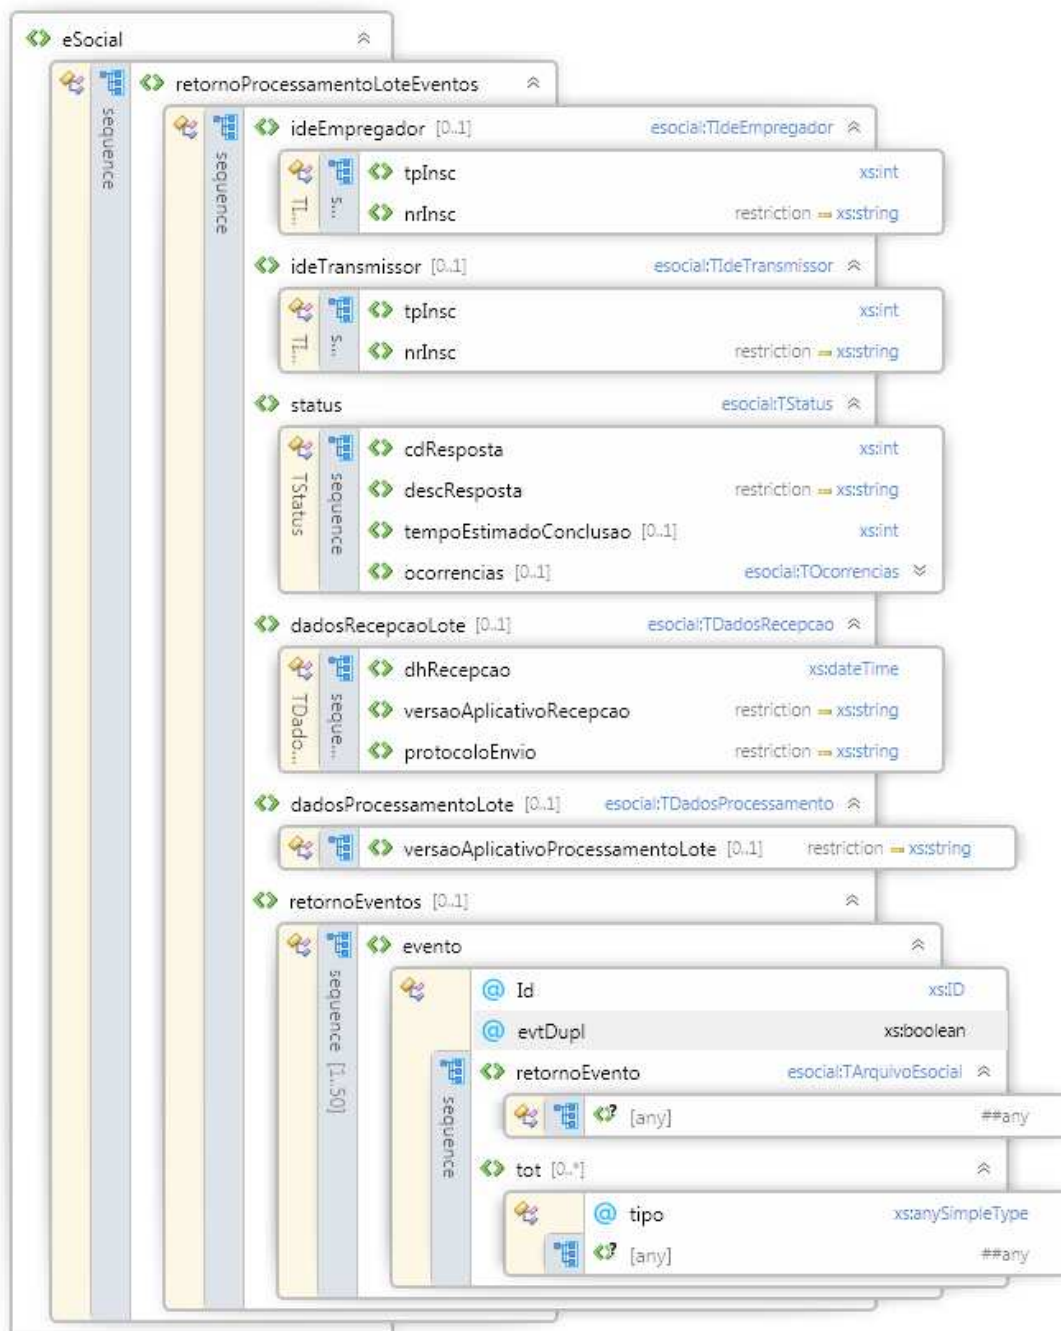 eSocial
sequence
retornoProcessamentoLoteEventos
sequence
ideEmpregador [0..1] esocial:TIdeEmpregador
TI... s... tpInsc xs:int
nrInsc restriction xs:string
ideTransmissor [0..1] esocial:TIdeTransmissor
TI... s... tpInsc xs:int
nrInsc restriction xs:string
status esocial:TStatus
TStatus sequence cdResposta xs:int
descResposta restriction xs:string
tempoEstimadoConclusao [0..1] xs:int
ocorrencias [0..1] esocial:TOcorrencias
dadosRecepcaoLote [0..1] esocial:TDadosRecepcao
TDado... seque... dhRecepcao xs:dateTime
versaoAplicativoRecepcao restriction xs:string
protocoloEnvio restriction xs:string
dadosProcessamentoLote [0..1] esocial:TDadosProcessamento
versaoAplicativoProcessamentoLote [0..1] restriction xs:string
retornoEventos [0..1]
sequence [1..50] evento
@ Id xs:ID
@ evtDupl xs:boolean
sequence retornoEvento esocial:TArquivoEsocial
? [any] ##any
tot [0..*]
@ tipo xs:anySimpleType
? [any] ##any